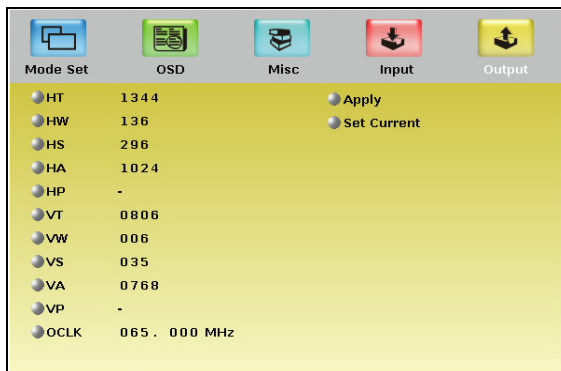 Mode Set OSD Misc Input Output
HT 1344 Apply
HW 136 Set Current
HS 296
HA 1024
HP -
VT 0806
VW 006
VS 035
VA 0768
VP -
OCLK 065. 000 MHz